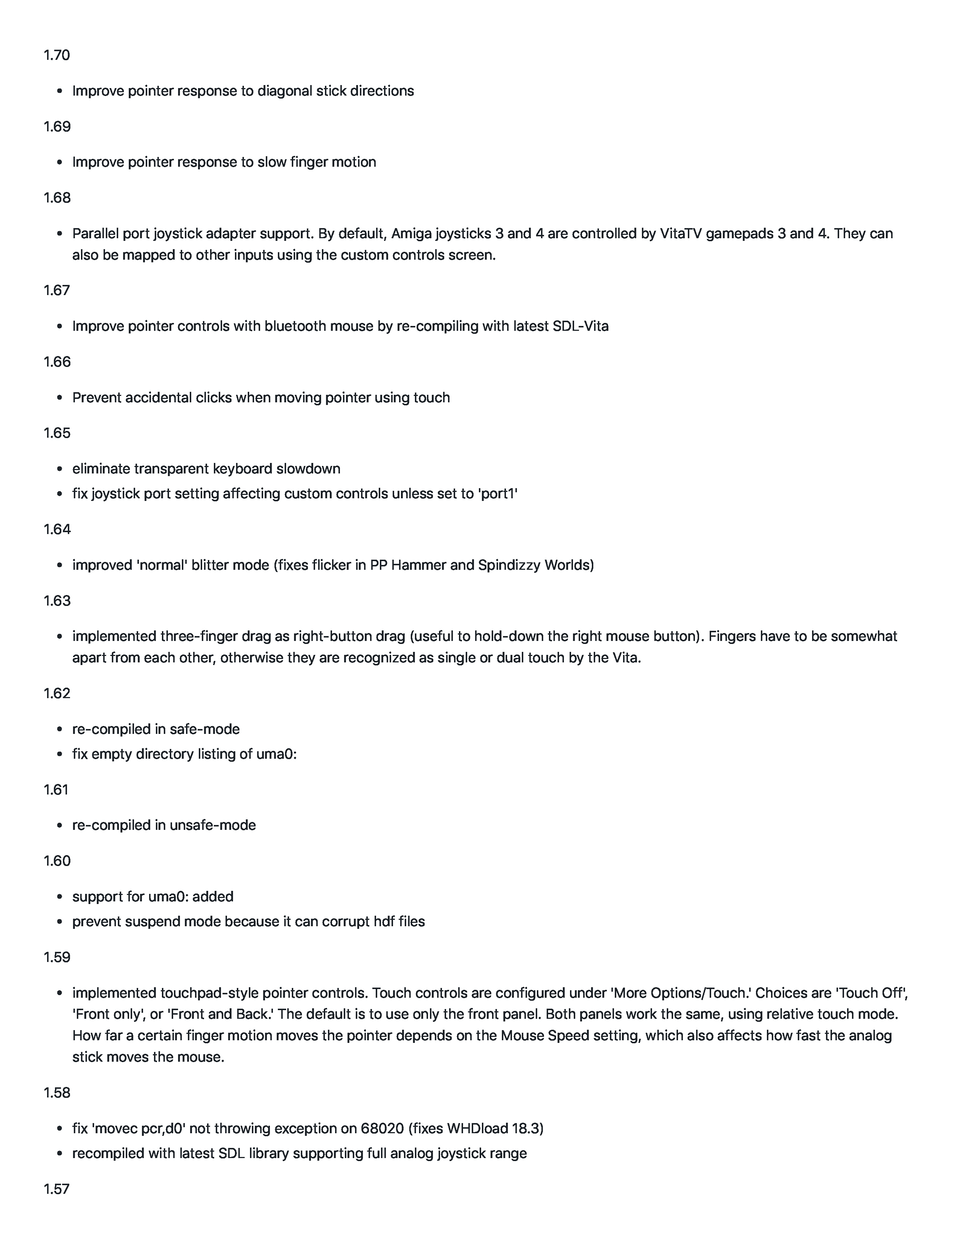 1.70
• Improve pointer response to diagonal stick directions
1.69
• Improve pointer response to slow finger motion
1.68
• Parallel port joystick adapter support. By default, Amiga joysticks 3 and 4 are controlled by VitaTV gamepads 3 and 4. They can
also be mapped to other inputs using the custom controls screen.
1.67
• Improve pointer controls with bluetooth mouse by re-compiling with latest SDL-Vita
1.66
• Prevent accidental clicks when moving pointer using touch
1.65
• eliminate transparent keyboard slowdown
• fix joystick port setting affecting custom controls unless set to 'port1'
1.64
• improved 'normal' blitter mode (fixes flicker in PP Hammer and Spindizzy Worlds)
1.63
• implemented three-finger drag as right-button drag (useful to hold-down the right mouse button). Fingers have to be somewhat
apart from each other, otherwise they are recognized as single or dual touch by the Vita.
1.62
• re-compiled in safe-mode
• fix empty directory listing of uma0:
1.61
• re-compiled in unsafe-mode
1.60
• support for uma0: added
• prevent suspend mode because it can corrupt hdf files
1.59
• implemented touchpad-style pointer controls. Touch controls are configured under 'More Options/Touch.' Choices are 'Touch Off',
'Front only', or 'Front and Back.' The default is to use only the front panel. Both panels work the same, using relative touch mode.
How far a certain finger motion moves the pointer depends on the Mouse Speed setting, which also affects how fast the analog
stick moves the mouse.
1.58
• fix 'movec pcr,d0' not throwing exception on 68020 (fixes WHDload 18.3)
• recompiled with latest SDL library supporting full analog joystick range
1.57